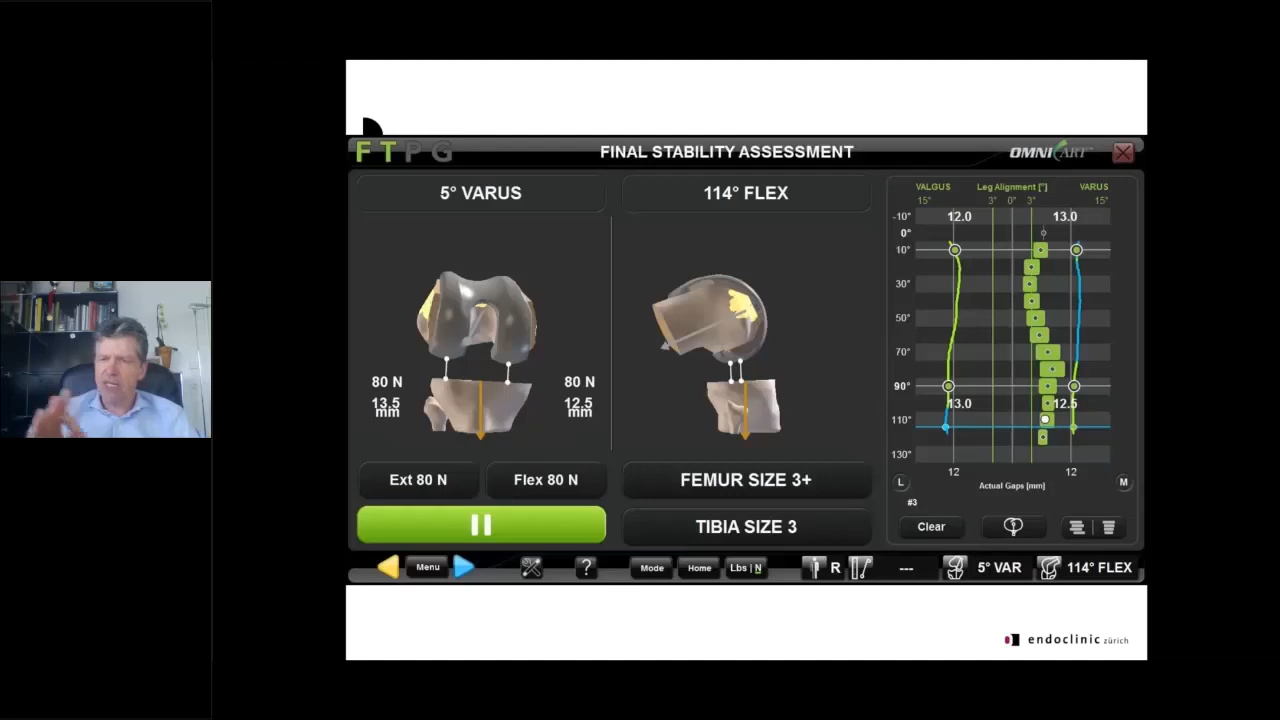 F T P G
FINAL STABILITY ASSESSMENT
OMNI ART
5° VARUS
114° FLEX
80 N
13.5
mm
80 N
12.5
mm
Ext 80 N
Flex 80 N
FEMUR SIZE 3+
TIBIA SIZE 3
VALGUS
Leg Alignment [°]
VARUS
15°
3°
0°
3°
15°
-10°
12.0
13.0
0°
10°
30°
50°
70°
90°
13.0
12.5
110°
130°
12
12
L
Actual Gaps [mm]
M
#3
Clear
Menu
?
Mode
Home
Lbs | N
R
---
5° VAR
114° FLEX
endoclinic zürich